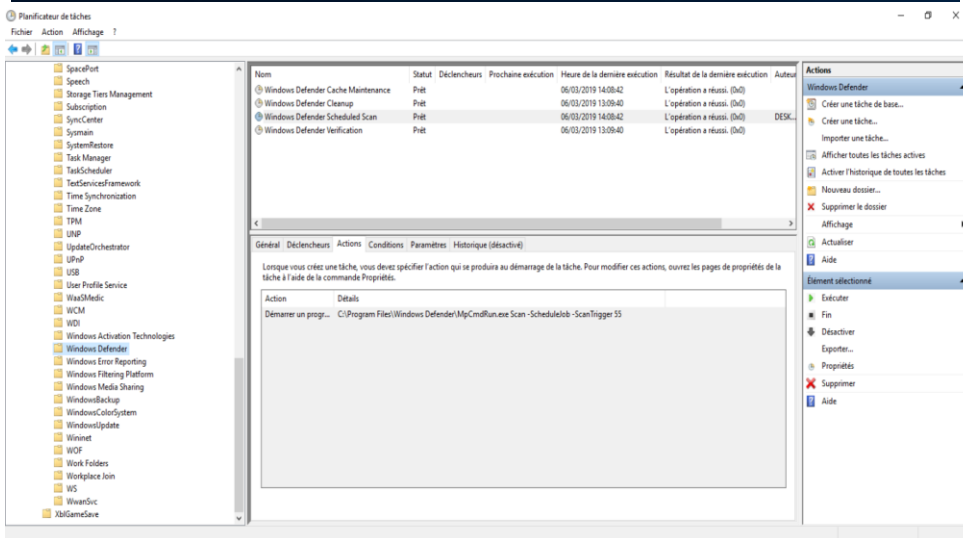 Planificateur de tâches
Fichier Action Affichage ?
SpacePort
Speech
Storage Tiers Management
Subscription
SyncCenter
Sysmain
SystemRestore
Task Manager
TaskScheduler
TextServicesFramework
Time Synchronization
Time Zone
TPM
UNP
UpdateOrchestrator
UPnP
USB
User Profile Service
WaaSMedic
WCM
WDI
Windows Activation Technologies
Windows Defender
Windows Error Reporting
Windows Filtering Platform
Windows Media Sharing
WindowsBackup
WindowsColorSystem
WindowsUpdate
Wininet
WOF
Work Folders
Workplace Join
WS
WwanSvc
XblGameSave
Nom Statut Déclencheurs Prochaine exécution Heure de la dernière exécution Résultat de la dernière exécution Auteur
Windows Defender Cache Maintenance Prêt 06/03/2019 14:08:42 L'opération a réussi. (0x0)
Windows Defender Cleanup Prêt 06/03/2019 13:09:40 L'opération a réussi. (0x0)
Windows Defender Scheduled Scan Prêt 06/03/2019 14:08:42 L'opération a réussi. (0x0) DESK...
Windows Defender Verification Prêt 06/03/2019 13:09:40 L'opération a réussi. (0x0)
Général Déclencheurs Actions Conditions Paramètres Historique (désactivé)
Lorsque vous créez une tâche, vous devez spécifier l'action qui se produira au démarrage de la tâche. Pour modifier ces actions, ouvrez les pages de propriétés de la
tâche à l'aide de la commande Propriétés.
Action Détails
Démarrer un progr... C:\Program Files\Windows Defender\MpCmdRun.exe Scan -ScheduleJob -ScanTrigger 55
Actions
Windows Defender
Créer une tâche de base...
Créer une tâche...
Importer une tâche...
Afficher toutes les tâches actives
Activer l'historique de toutes les tâches
Nouveau dossier...
Supprimer le dossier
Affichage
Actualiser
Aide
Élément sélectionné
Exécuter
Fin
Désactiver
Exporter...
Propriétés
Supprimer
Aide